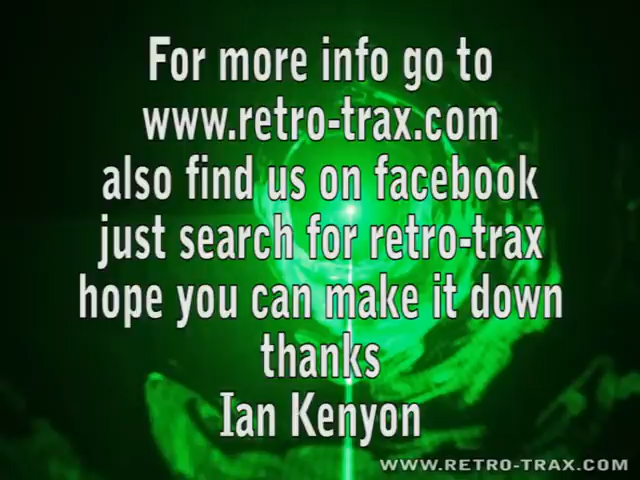 For more info go to
www.retro-trax.com
also find us on facebook
just search for retro-trax
hope you can make it down
thanks
Ian Kenyon
WWW.RETRO-TRAX.COM